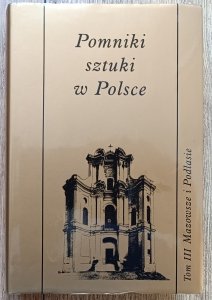 Pomniki
sztuki
w Polsce
Tom III Mazowsze i Podlasie